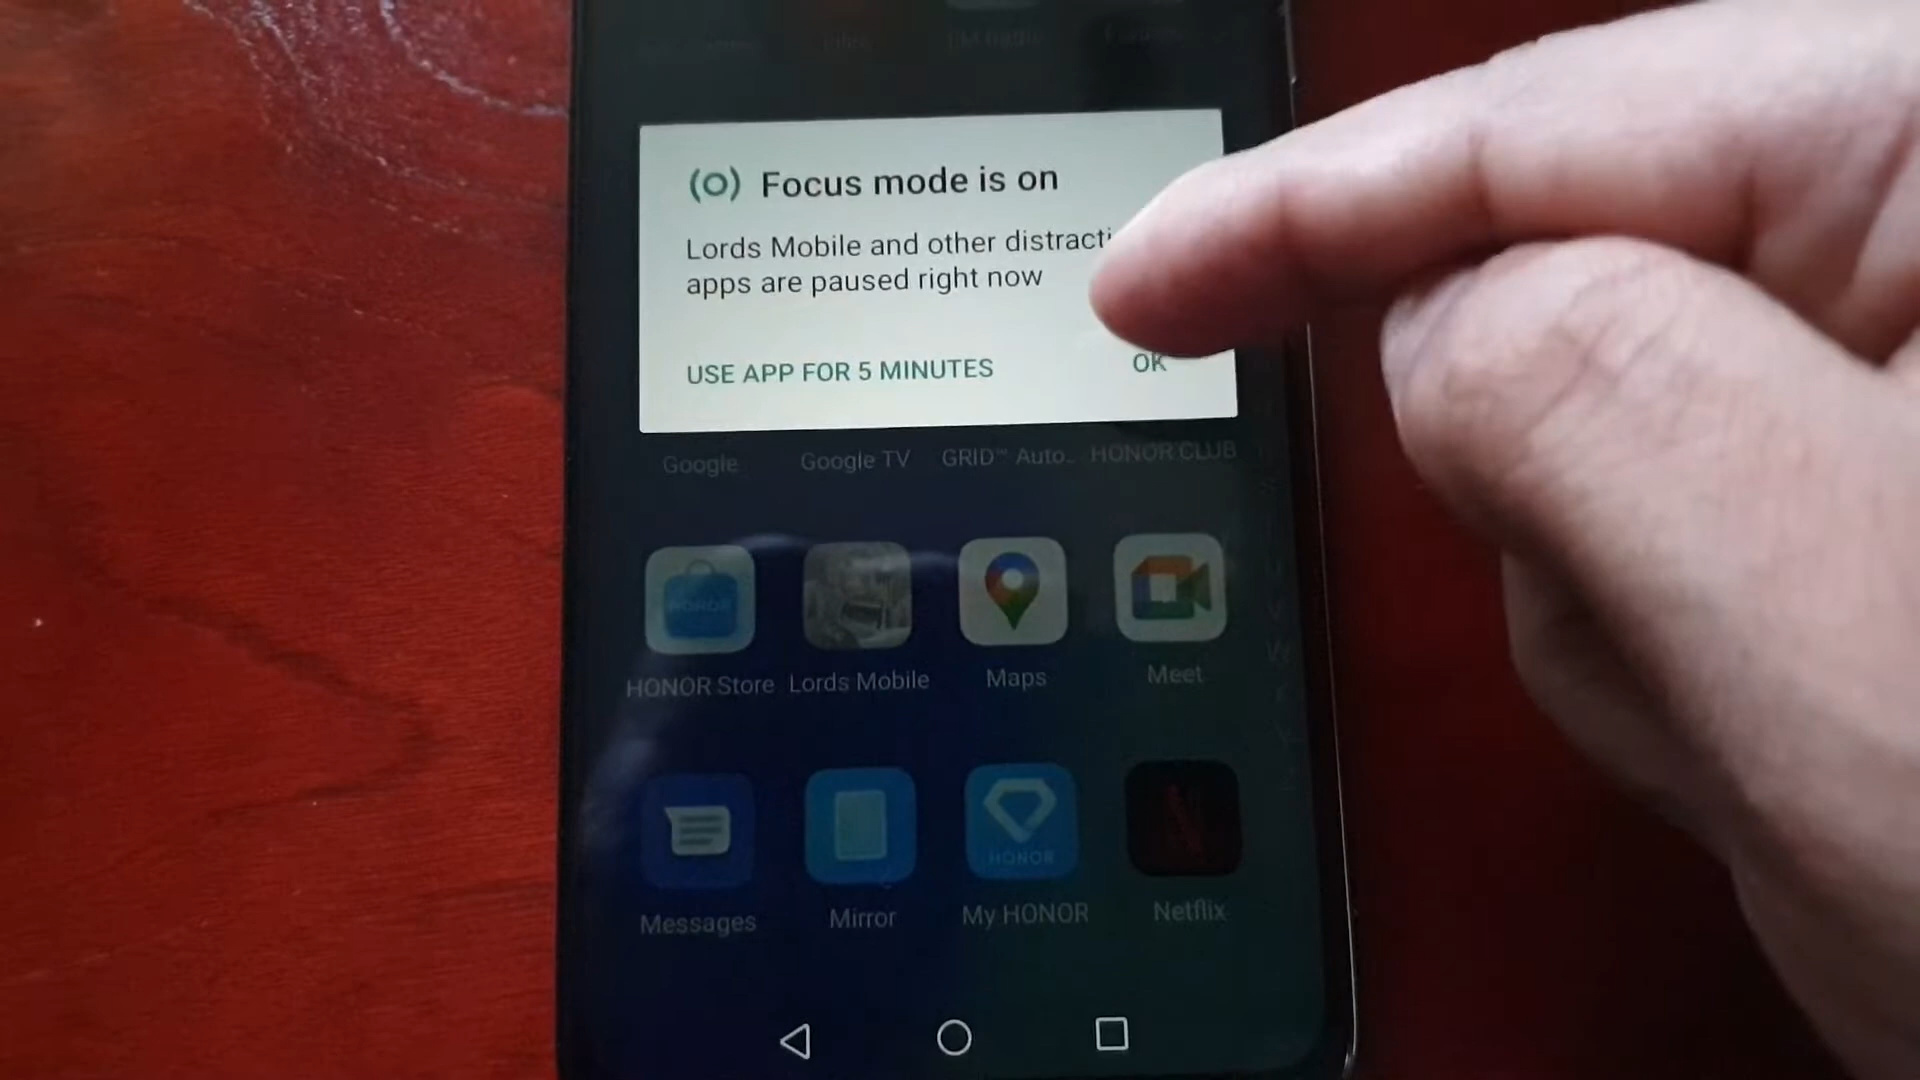 Focus mode is on
Lords Mobile and other distracti
apps are paused right now
USE APP FOR 5 MINUTES OK
Google Google TV GRID™ Auto... HONOR CLUB
HONOR
HONOR Store Lords Mobile Maps Meet
HONOR
Messages Mirror My HONOR Netflix